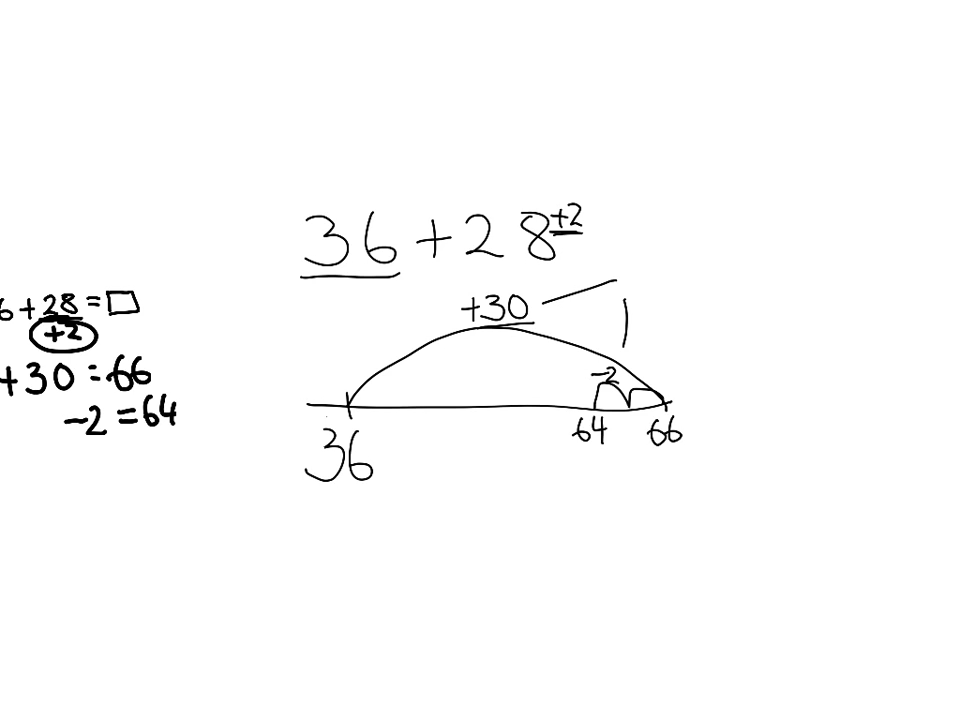 36 + 28 +2
+30
-2
64 66
36
6 + 28 = □
+2
+30 = 66
-2 = 64